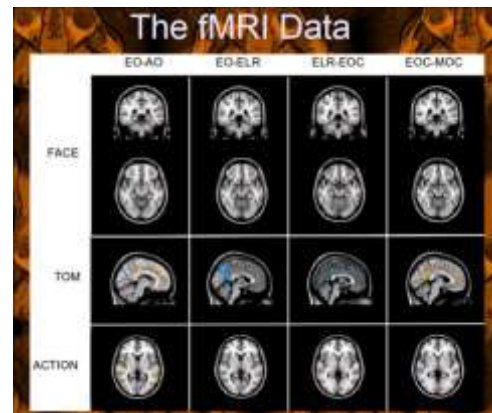 The fMRI Data
EO-AO EO-ELR ELR-EOC EOC-MOC
FACE
TOM
ACTION